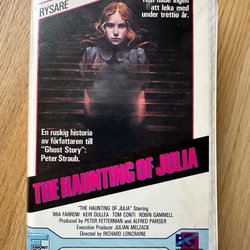 RYSARE
Hon hade ingen
att leka med
under trettio år.
En ruskig historia
av författaren till
"Ghost Story":
Peter Straub.
THE HAUNTING OF JULIA
"THE HAUNTING OF JULIA" Starring
MIA FARROW KEIR DULLEA TOM CONTI ROBIN GAMMELL
Produced by PETER FETTERMAN and ALFRED PARISER
Executive Producer JULIAN MELZACK
Directed by RICHARD LONCRAINE